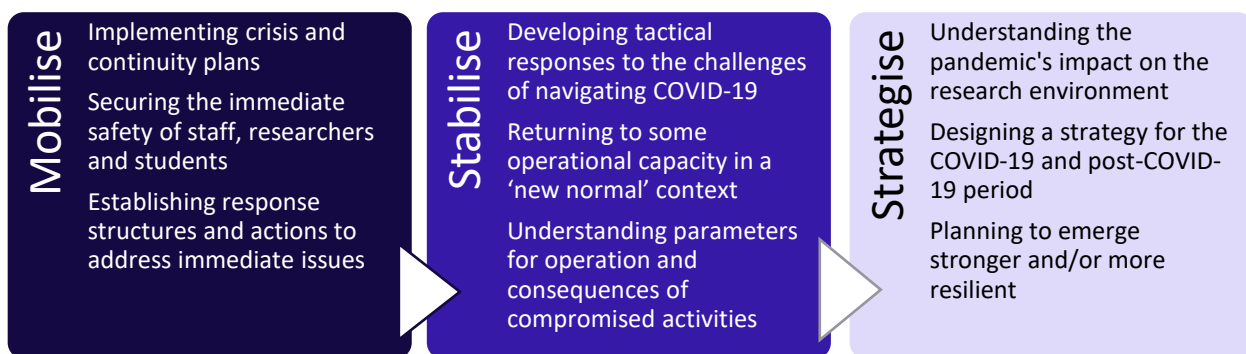 Mobilise
Implementing crisis and
continuity plans
Securing the immediate
safety of staff, researchers
and students
Establishing response
structures and actions to
address immediate issues
Stabilise
Developing tactical
responses to the challenges
of navigating COVID-19
Returning to some
operational capacity in a
‘new normal’ context
Understanding parameters
for operation and
consequences of
compromised activities
Strategise
Understanding the
pandemic's impact on the
research environment
Designing a strategy for the
COVID-19 and post-COVID-
19 period
Planning to emerge
stronger and/or more
resilient